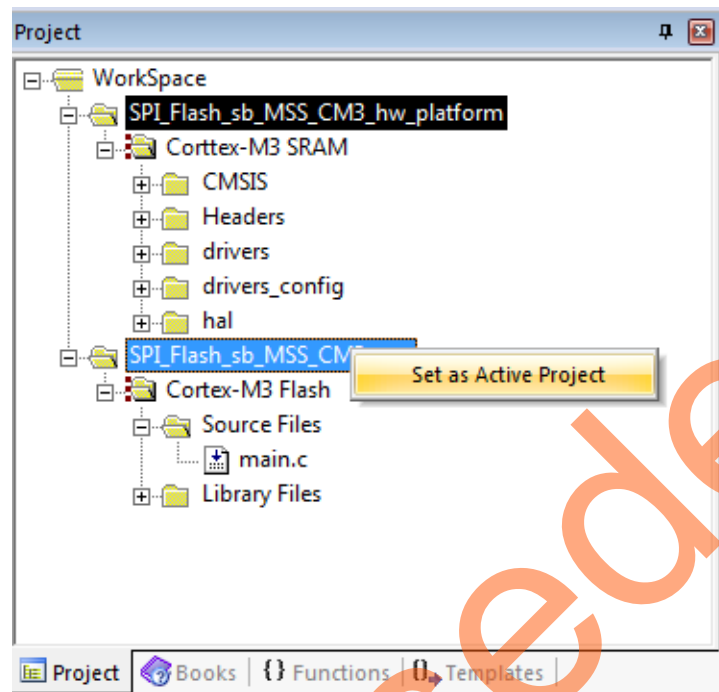 Project
WorkSpace
SPI_Flash_sb_MSS_CM3_hw_platform
Corttex-M3 SRAM
CMSIS
Headers
drivers
drivers_config
hal
SPI_Flash_sb_MSS_CM
Set as Active Project
Cortex-M3 Flash
Source Files
main.c
Library Files
Project Books {} Functions Templates